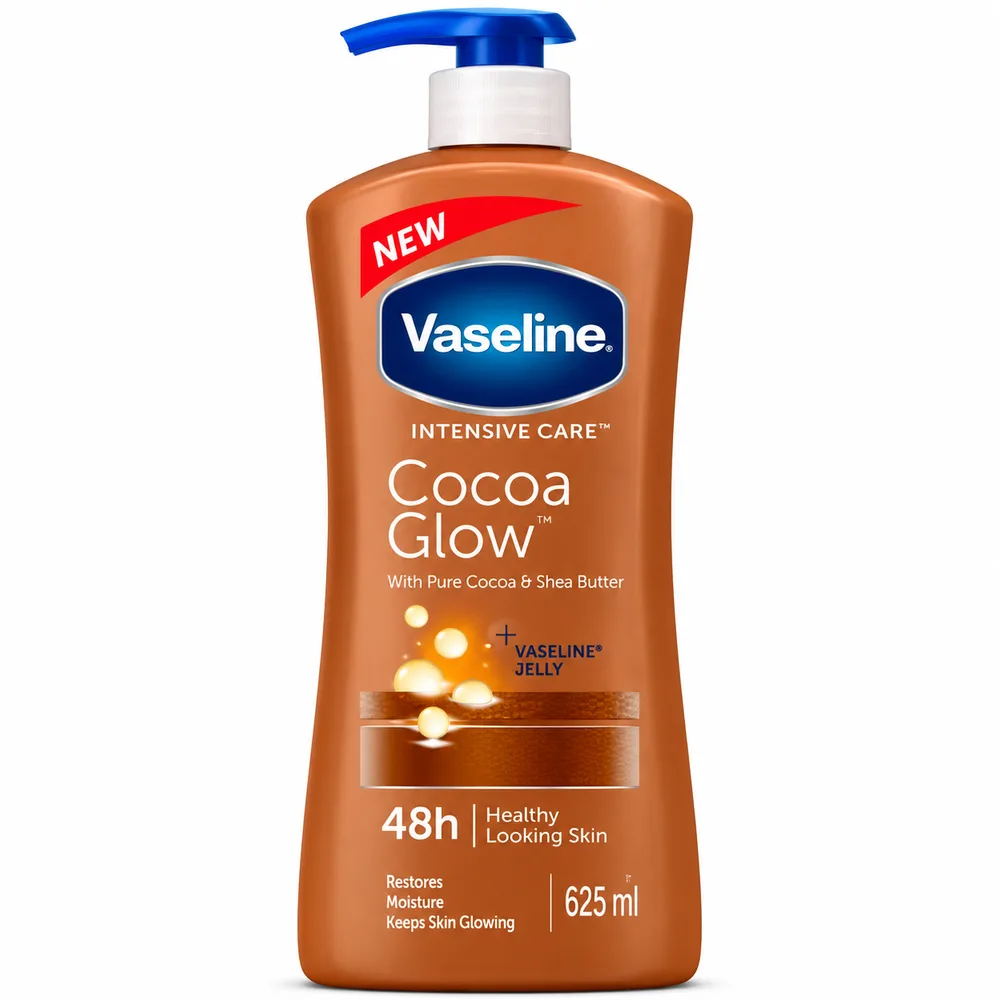 NEW
Vaseline®
INTENSIVE CARE™
Cocoa
Glow™
With Pure Cocoa & Shea Butter
+
VASELINE®
JELLY
48h
Healthy
Looking Skin
Restores
Moisture
Keeps Skin Glowing
625 ml